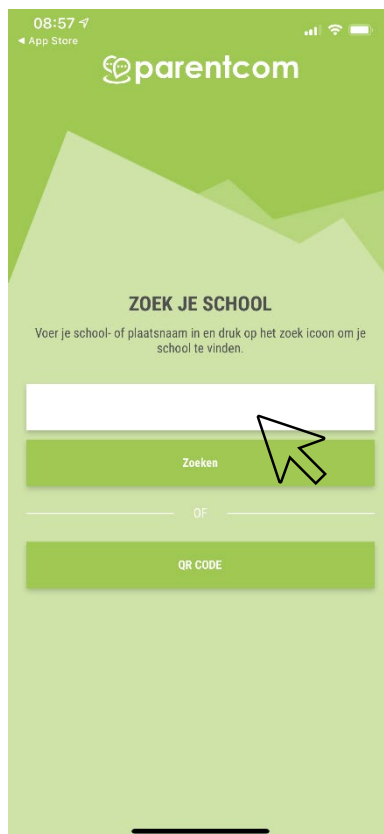 08:57
◀ App Store
parentcom
ZOEK JE SCHOOL
Voer je school- of plaatsnaam in en druk op het zoek icoon om je
school te vinden.
Zoeken
OF
QR CODE